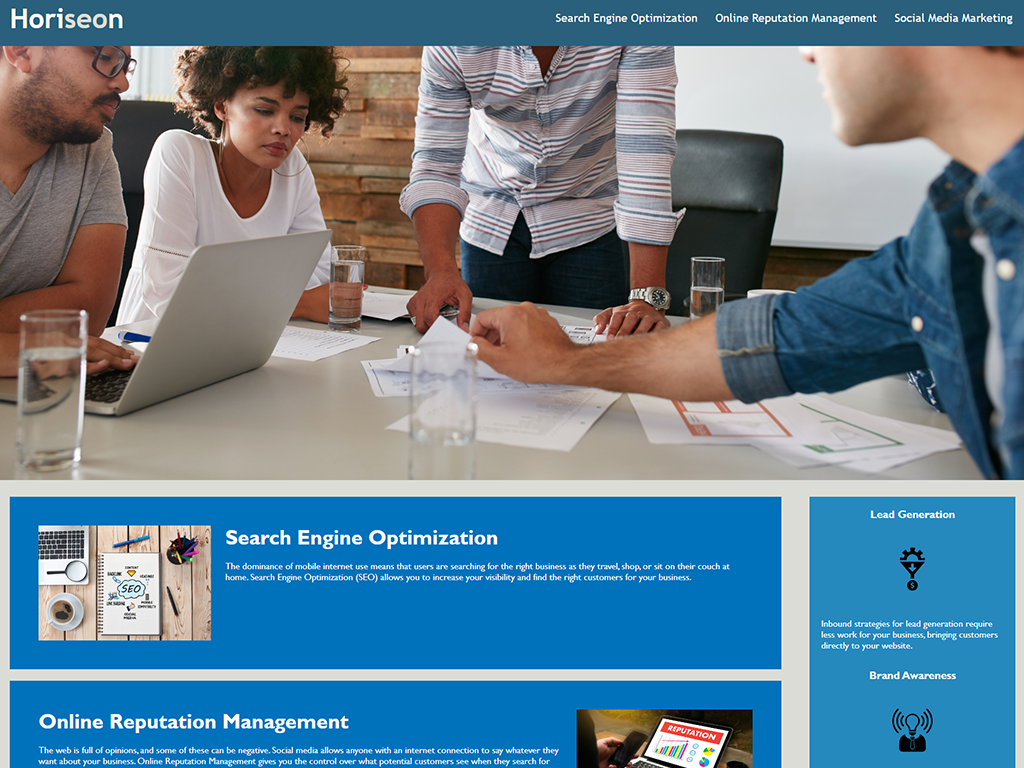 Horiseon
Search Engine Optimization
Online Reputation Management
Social Media Marketing
Search Engine Optimization
The dominance of mobile internet use means that users are searching for the right business as they travel, shop, or sit on their couch at
home. Search Engine Optimization (SEO) allows you to increase your visibility and find the right customers for your business.
SEO
Online Reputation Management
The web is full of opinions, and some of these can be negative. Social media allows anyone with an internet connection to say whatever they
want about your business. Online Reputation Management gives you the control over what potential customers see when they search for
REPUTATION
Lead Generation
$
Inbound strategies for lead generation require
less work for your business, bringing customers
directly to your website.
Brand Awareness